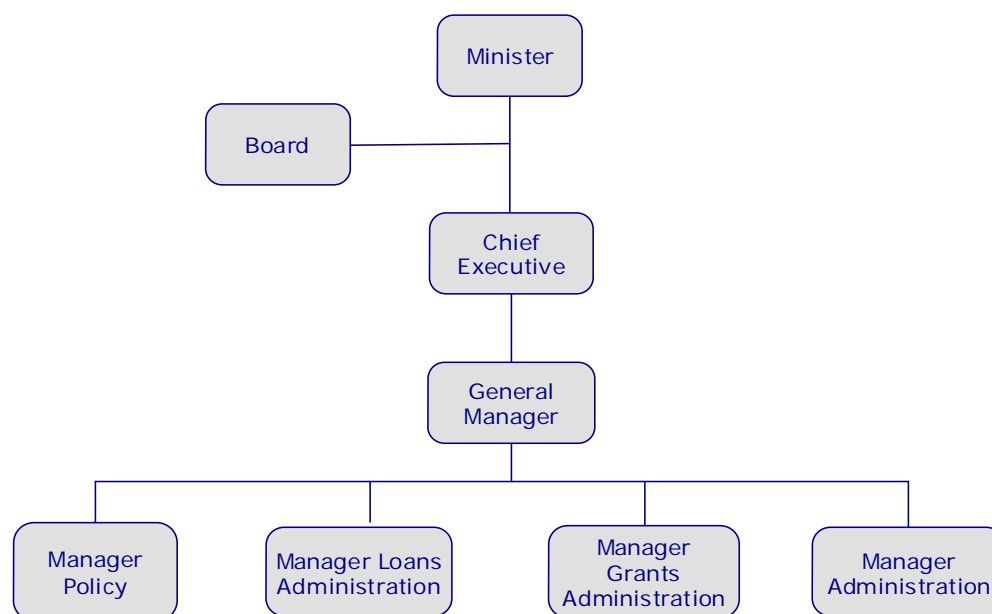 Minister
Board
Chief
Executive
General
Manager
Manager
Policy
Manager Loans
Administration
Manager
Grants
Administration
Manager
Administration